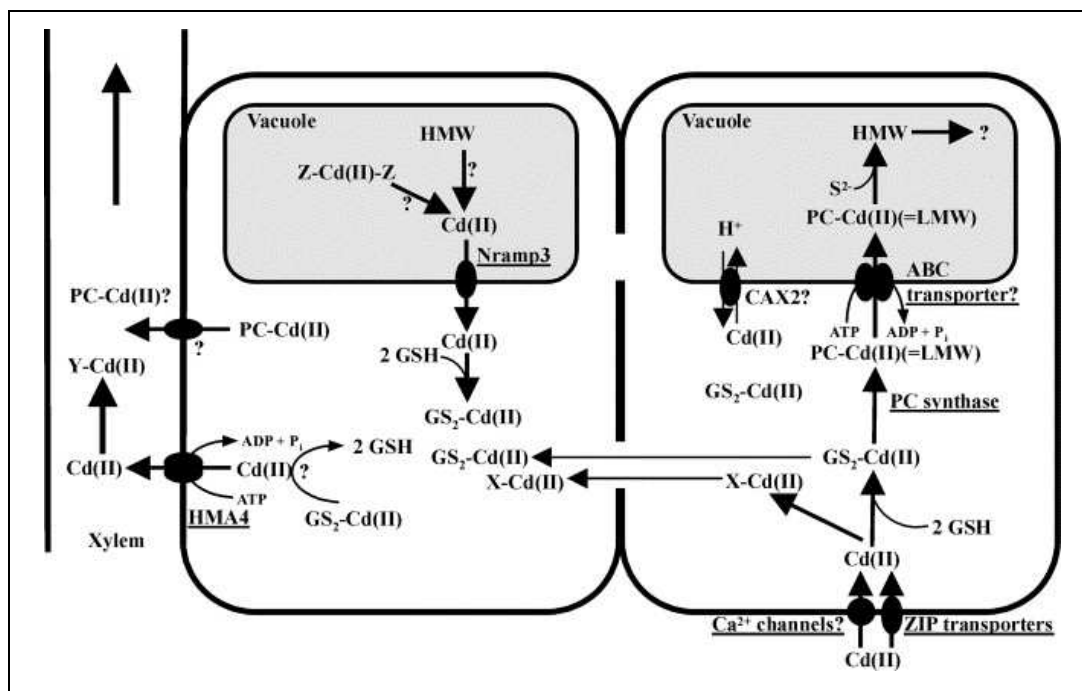 Vacuole
HMW
?
Z-Cd(II)-Z
?
Cd(II)
Nramp3
Cd(II)
2 GSH
GS₂-Cd(II)
GS₂-Cd(II)
X-Cd(II)
PC-Cd(II)?
PC-Cd(II)
?
Y-Cd(II)
Cd(II)
ADP + Pᵢ
Cd(II)?
2 GSH
ATP
HMA4
GS₂-Cd(II)
Xylem
Vacuole
HMW
?
S²⁻
PC-Cd(II)(=LMW)
H⁺
CAX2?
Cd(II)
ABC
transporter?
ATP
ADP + Pᵢ
PC-Cd(II)(=LMW)
GS₂-Cd(II)
PC synthase
GS₂-Cd(II)
X-Cd(II)
2 GSH
Cd(II)
Ca²⁺ channels?
ZIP transporters
Cd(II)